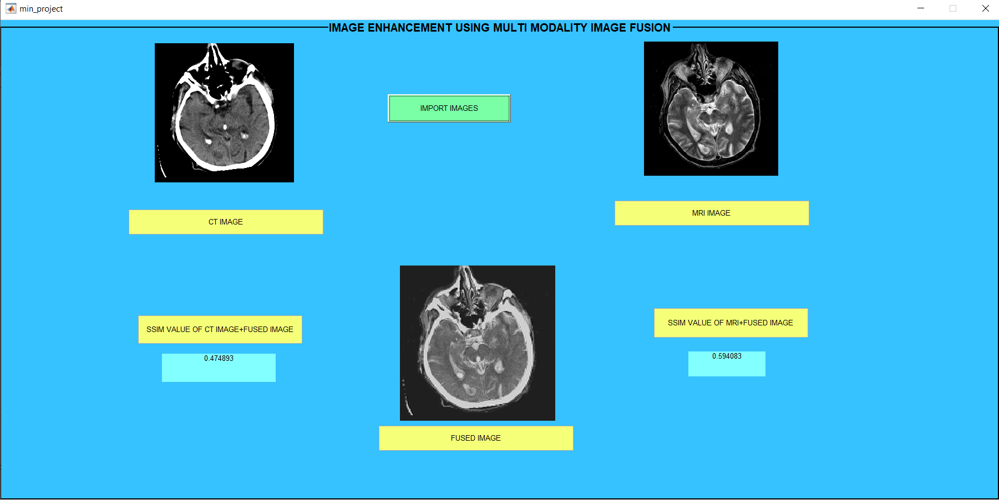 min_project
IMAGE ENHANCEMENT USING MULTI MODALITY IMAGE FUSION
IMPORT IMAGES
CT IMAGE
MRI IMAGE
SSIM VALUE OF CT IMAGE+FUSED IMAGE
0.474893
SSIM VALUE OF MRI+FUSED IMAGE
0.594083
FUSED IMAGE